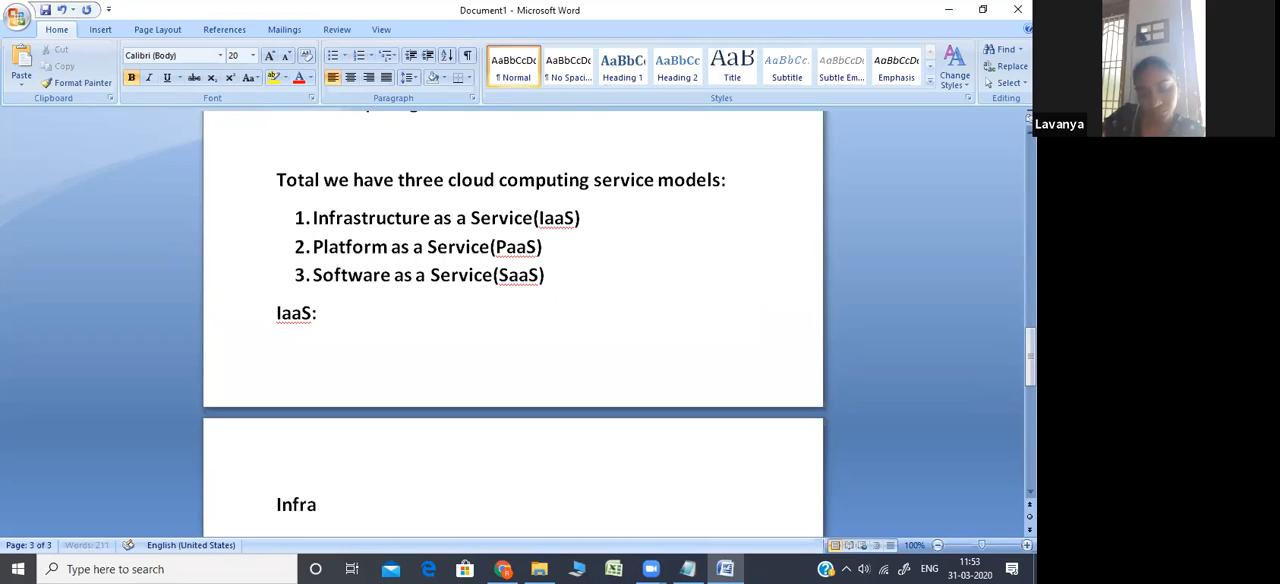 Document1 - Microsoft Word
Home Insert Page Layout References Mailings Review View
Paste
Cut
Copy
Format Painter
Clipboard
Calibri (Body) 20
Font
Paragraph
AaBbCcDc AaBbCcDc AaBbC AaBbCc AaB AaBbCc. AaBbCcDc AaBbCcDc
¶ Normal ¶ No Spaci... Heading 1 Heading 2 Title Subtitle Subtle Em... Emphasis
Styles
Change
Styles
Find
Replace
Select
Editing
Lavanya
Total we have three cloud computing service models:
1. Infrastructure as a Service(IaaS)
2. Platform as a Service(PaaS)
3. Software as a Service(SaaS)
IaaS:
Infra
Page: 3 of 3 Words: 211 English (United States) 100%
Type here to search
ENG
11:53
31-03-2020